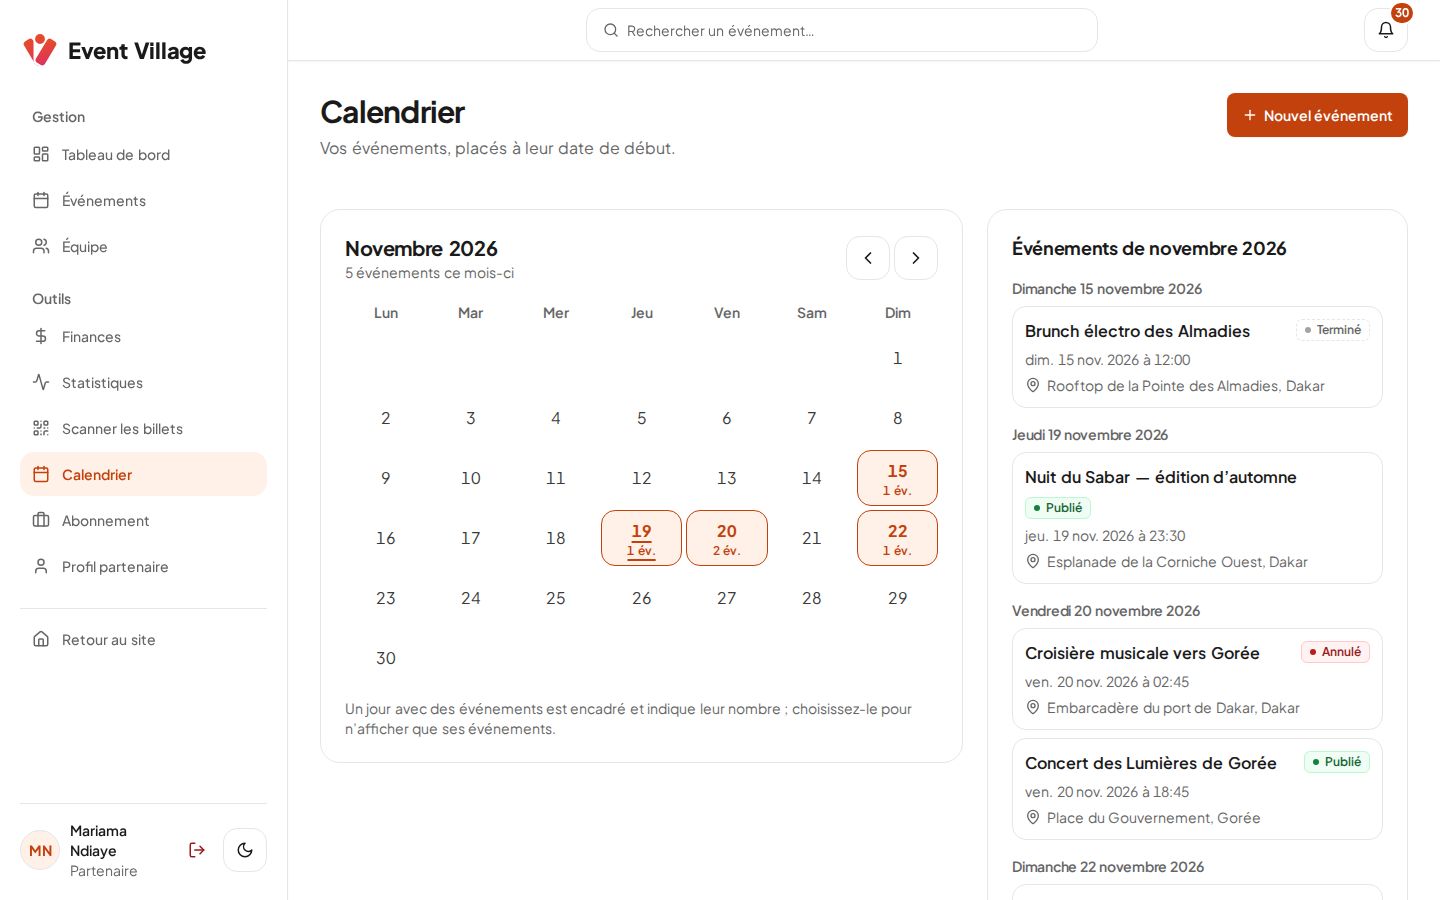 Event Village
Rechercher un événement...
30
Gestion
Tableau de bord
Événements
Équipe
Outils
Finances
Statistiques
Scanner les billets
Calendrier
Abonnement
Profil partenaire
Retour au site
MN
Mariama
Ndiaye
Partenaire
Calendrier
Vos événements, placés à leur date de début.
Nouvel événement
Novembre 2026
5 événements ce mois-ci
Lun Mar Mer Jeu Ven Sam Dim
1
2 3 4 5 6 7 8
9 10 11 12 13 14 15
1 év.
16 17 18 19 20 21 22
1 év. 2 év. 1 év.
23 24 25 26 27 28 29
30
Un jour avec des événements est encadré et indique leur nombre ; choisissez-le pour
n’afficher que ses événements.
Événements de novembre 2026
Dimanche 15 novembre 2026
Brunch électro des Almadies Terminé
dim. 15 nov. 2026 à 12:00
Rooftop de la Pointe des Almadies, Dakar
Jeudi 19 novembre 2026
Nuit du Sabar — édition d’automne
Publié
jeu. 19 nov. 2026 à 23:30
Esplanade de la Corniche Ouest, Dakar
Vendredi 20 novembre 2026
Croisière musicale vers Gorée Annulé
ven. 20 nov. 2026 à 02:45
Embarcadère du port de Dakar, Dakar
Concert des Lumières de Gorée Publié
ven. 20 nov. 2026 à 18:45
Place du Gouvernement, Gorée
Dimanche 22 novembre 2026